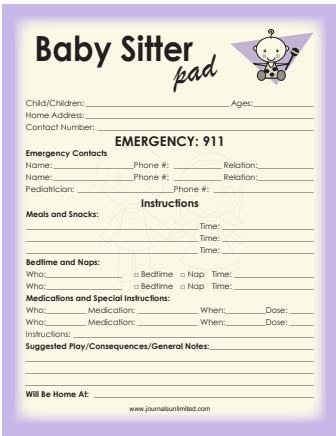 Baby Sitter
pad
Child/Children: Ages:
Home Address:
Contact Number:
EMERGENCY: 911
Emergency Contacts
Name: Phone #: Relation:
Name: Phone #: Relation:
Pediatrician: Phone #:
Instructions
Meals and Snacks:
Time:
Time:
Time:
Bedtime and Naps:
Who: □ Bedtime □ Nap Time:
Who: □ Bedtime □ Nap Time:
Medications and Special Instructions:
Who: Medication: When: Dose:
Who: Medication: When: Dose:
Instructions:
Suggested Play/Consequences/General Notes:
Will Be Home At:
www.journalsunlimited.com